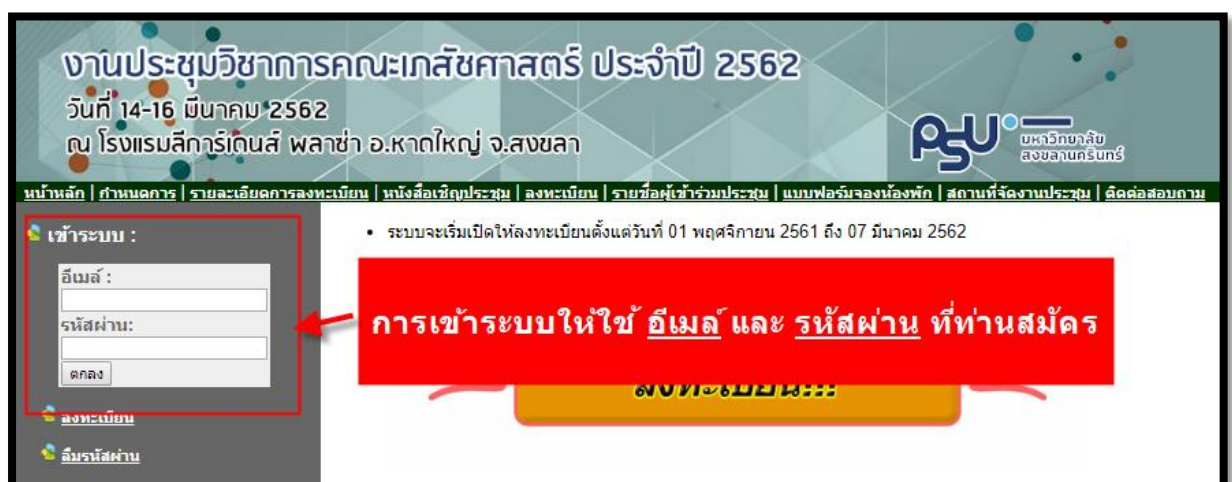 งานประชุมวิชาการคณะเภสัชศาสตร์ ประจำปี 2562
วันที่ 14-16 มีนาคม 2562
ณ โรงแรมลีการ์เดนส์ พลาซ่า อ.หาดใหญ่ จ.สงขลา
PSU
มหาวิทยาลัย
สงขลานครินทร์
หน้าหลัก | กำหนดการ | รายละเอียดการลงทะเบียน | หนังสือเชิญประชุม | ลงทะเบียน | รายชื่อผู้เข้าร่วมประชุม | แบบฟอร์มจองห้องพัก | สถานที่จัดงานประชุม | ติดต่อสอบถาม
เข้าระบบ :
อีเมล์ :
รหัสผ่าน:
ตกลง
ลงทะเบียน
ลืมรหัสผ่าน
• ระบบจะเริ่มเปิดให้ลงทะเบียนตั้งแต่วันที่ 01 พฤศจิกายน 2561 ถึง 07 มีนาคม 2562
การเข้าระบบให้ใช้ อีเมล์ และ รหัสผ่าน ที่ท่านสมัคร
ลงทะเบียน!!!